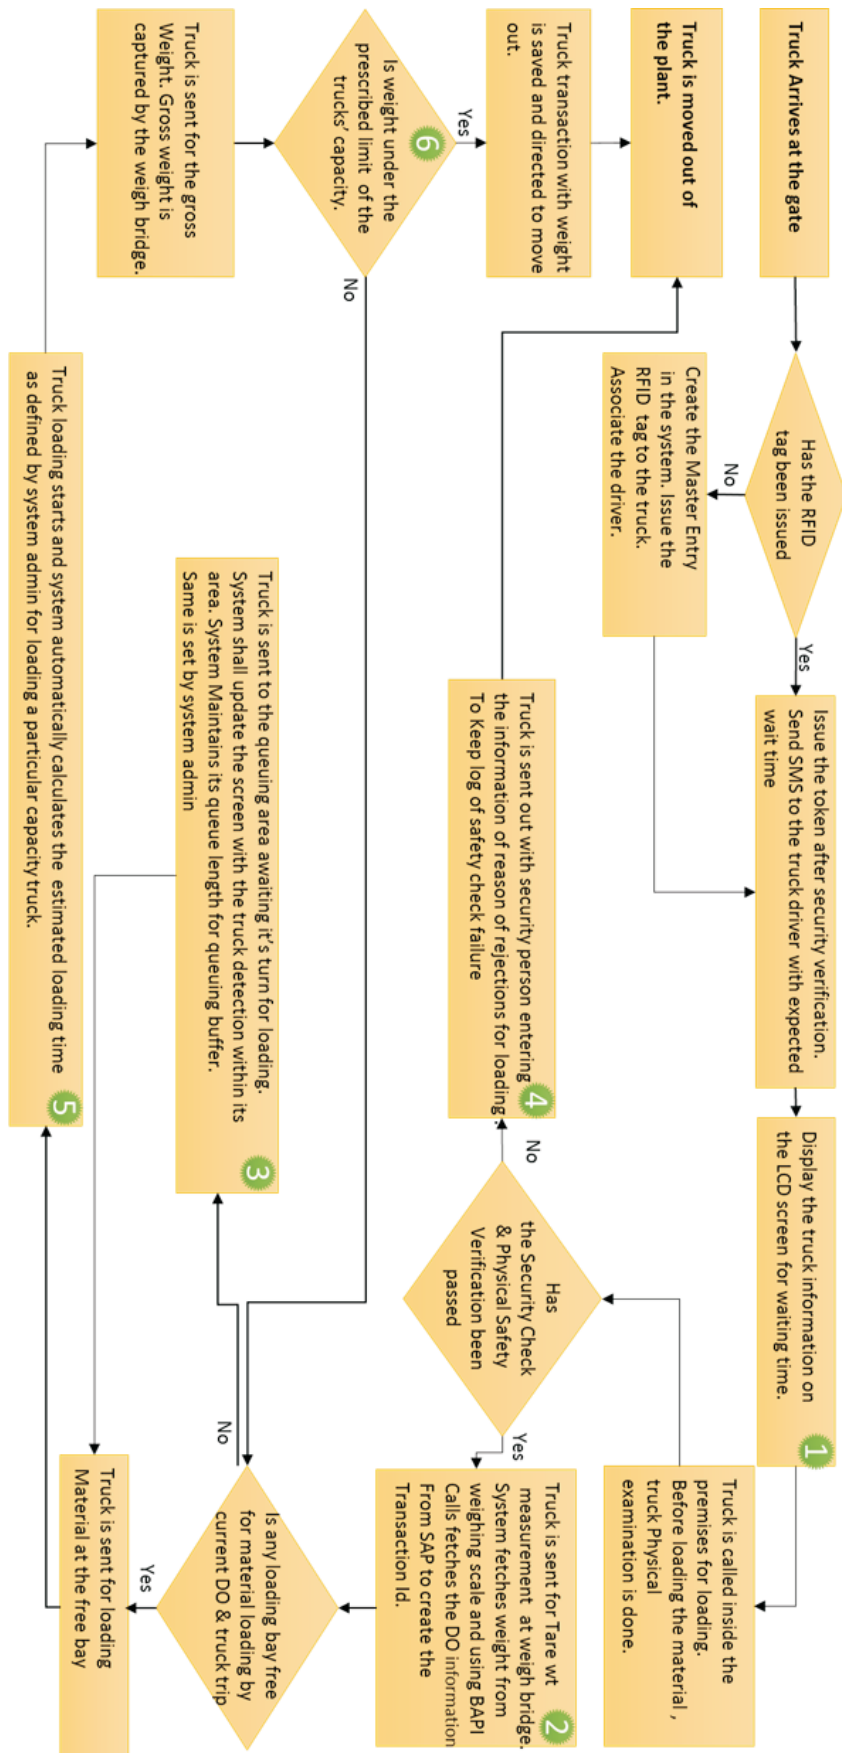 Truck Arrives at the gate
Has the RFID
tag been issued
Yes
No
Create the Master Entry
in the system. Issue the
RFID tag to the truck.
Associate the driver.
Issue the token after security verification.
Send SMS to the truck driver with expected
wait time
Display the truck information on
the LCD screen for waiting time.
1
Truck is called inside the
premises for loading.
Before loading the material ,
truck Physical
examination is done.
Has
the Security Check
& Physical Safety
Verification been
passed
No
Yes
Truck is sent out with security person entering
the information of reason of rejections for loading.
To Keep log of safety check failure
4
Truck is moved out of
the plant.
Truck is sent for Tare wt
measurement at weigh bridge.
System fetches weight from
weighing scale and using BAPI
Calls fetches the DO information
From SAP to create the
Transaction Id.
2
Is any loading bay free
for material loading by
current DO & truck trip
No
Yes
Truck is sent to the queuing area awaiting it's turn for loading.
System shall update the screen with the truck detection within its
area. System Maintains its queue length for queuing buffer.
Same is set by system admin
3
Truck is sent for loading
Material at the free bay
Truck loading starts and system automatically calculates the estimated loading time
as defined by system admin for loading a particular capacity truck.
5
Truck is sent for the gross
Weight. Gross weight is
captured by the weigh bridge.
Is weight under the
prescribed limit of the
trucks' capacity.
6
Yes
No
Truck transaction with weight
is saved and directed to move
out.